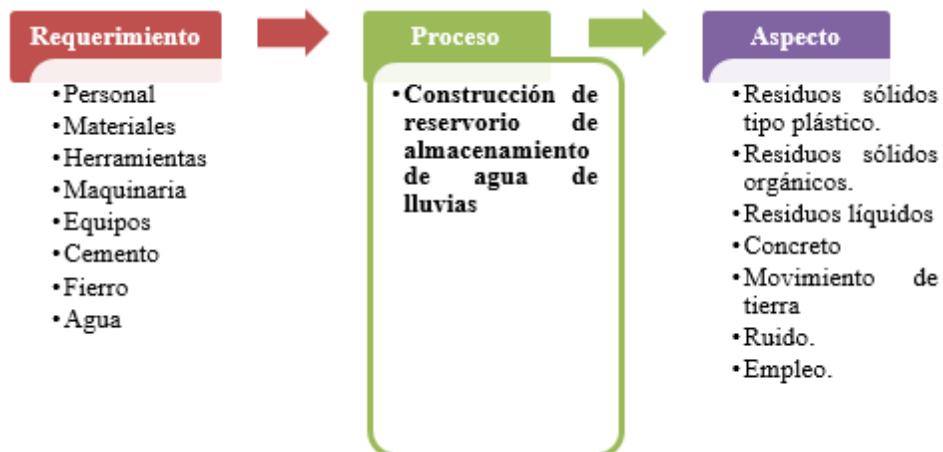 Requerimiento
•Personal
•Materiales
•Herramientas
•Maquinaria
•Equipos
•Cemento
•Fierro
•Agua
Proceso
•Construcción de
reservorio de
almacenamiento
de agua de
lluvias
Aspecto
•Residuos sólidos
tipo plástico.
•Residuos sólidos
orgánicos.
•Residuos líquidos
•Concreto
•Movimiento de
tierra
•Ruido.
•Empleo.